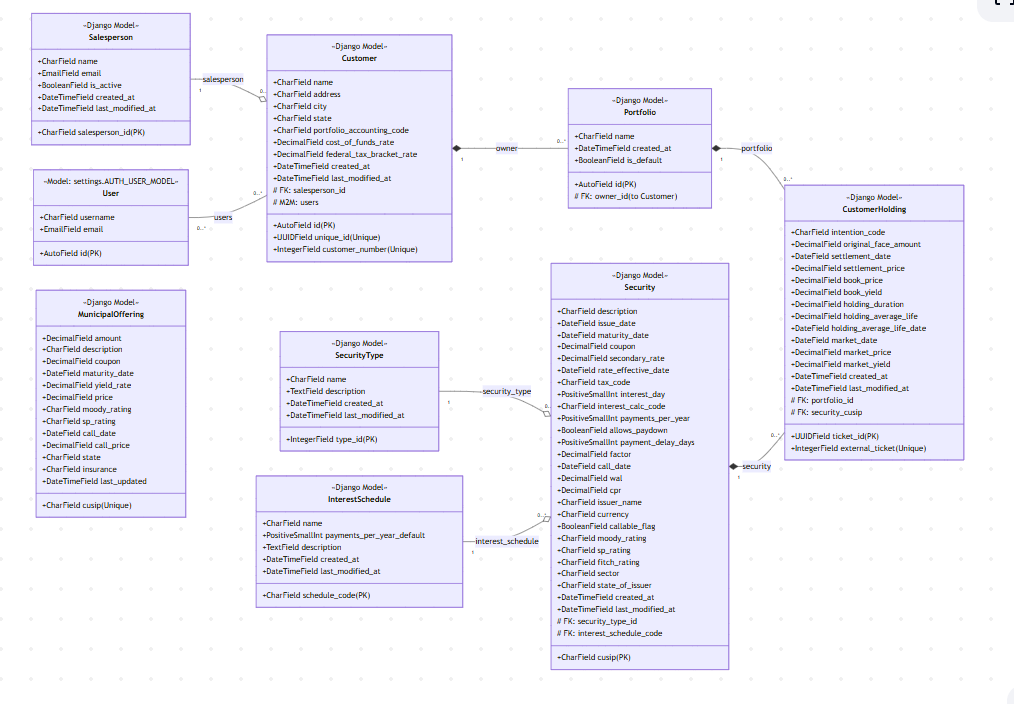 «Django Model»
Salesperson
+CharField name
+EmailField email
+BooleanField is_active
+DateTimeField created_at
+DateTimeField last_modified_at
+CharField salesperson_id(PK)
salesperson
1
0..*
«Django Model»
Customer
+CharField name
+CharField address
+CharField city
+CharField state
+CharField portfolio_accounting_code
+DecimalField cost_of_funds_rate
+DecimalField federal_tax_bracket_rate
+DateTimeField created_at
+DateTimeField last_modified_at
# FK: salesperson_id
# M2M: users
+AutoField id(PK)
+UUIDField unique_id(Unique)
+IntegerField customer_number(Unique)
owner
1
0..*
«Django Model»
Portfolio
+CharField name
+DateTimeField created_at
+BooleanField is_default
+AutoField id(PK)
# FK: owner_id(to Customer)
portfolio
1
0..*
«Model: settings.AUTH_USER_MODEL»
User
+CharField username
+EmailField email
+AutoField id(PK)
users
0..*
0..*
«Django Model»
CustomerHolding
+CharField intention_code
+DecimalField original_face_amount
+DateField settlement_date
+DecimalField settlement_price
+DecimalField book_price
+DecimalField book_yield
+DecimalField holding_duration
+DecimalField holding_average_life
+DateField holding_average_life_date
+DateField market_date
+DecimalField market_price
+DecimalField market_yield
+DateTimeField created_at
+DateTimeField last_modified_at
# FK: portfolio_id
# FK: security_cusip
+UUIDField ticket_id(PK)
+IntegerField external_ticket(Unique)
«Django Model»
MunicipalOffering
+DecimalField amount
+CharField description
+DecimalField coupon
+DateField maturity_date
+DecimalField yield_rate
+DecimalField price
+CharField moody_rating
+CharField sp_rating
+DateField call_date
+DecimalField call_price
+CharField state
+CharField insurance
+DateTimeField last_updated
+CharField cusip(Unique)
«Django Model»
SecurityType
+CharField name
+TextField description
+DateTimeField created_at
+DateTimeField last_modified_at
+IntegerField type_id(PK)
security_type
1
0..*
«Django Model»
Security
+CharField description
+DateField issue_date
+DateField maturity_date
+DecimalField coupon
+DecimalField secondary_rate
+DateField rate_effective_date
+CharField tax_code
+PositiveSmallInt interest_day
+CharField interest_calc_code
+PositiveSmallInt payments_per_year
+BooleanField allows_paydown
+PositiveSmallInt payment_delay_days
+DecimalField factor
+DateField call_date
+DecimalField wal
+DecimalField cpr
+CharField issuer_name
+CharField currency
+BooleanField callable_flag
+CharField moody_rating
+CharField sp_rating
+CharField fitch_rating
+CharField sector
+CharField state_of_issuer
+DateTimeField created_at
+DateTimeField last_modified_at
# FK: security_type_id
# FK: interest_schedule_code
+CharField cusip(PK)
security
1
0..*
«Django Model»
InterestSchedule
+CharField name
+PositiveSmallInt payments_per_year_default
+TextField description
+DateTimeField created_at
+DateTimeField last_modified_at
+CharField schedule_code(PK)
interest_schedule
1
0..*